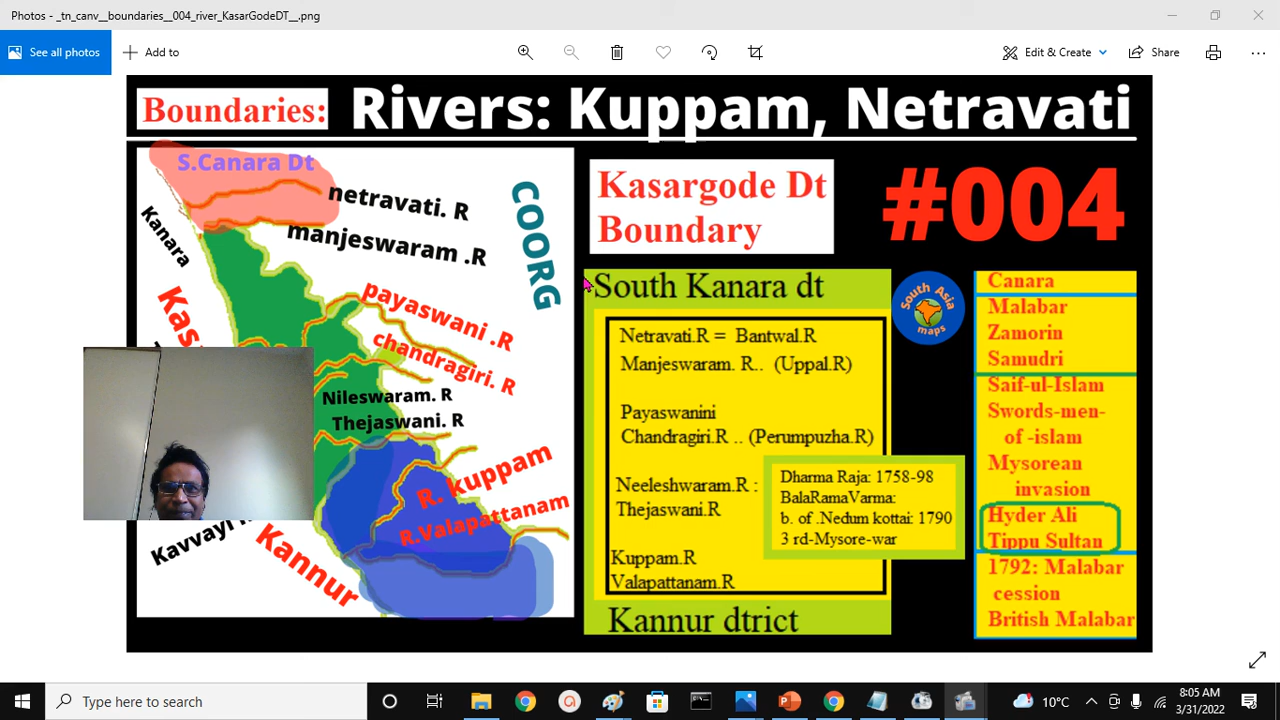 Photos - _tn_canv__boundaries__004_river_KasarGodeDT__.png
See all photos
Add to
Edit & Create
Share
Boundaries:
Rivers: Kuppam, Netravati
S.Canara Dt
netravati. R
manjeswaram .R
COORG
Kanara
payaswani .R
chandragiri. R
Nileswaram. R
Thejaswani. R
R. kuppam
R.Valapattanam
Kannur
Kasargode Dt
Boundary
#004
South Kanara dt
Netravati.R = Bantwal.R
Manjeswaram. R.. (Uppal.R)
Payaswanini
Chandragiri.R .. (Perumpuzha.R)
Neeleshwaram.R :
Thejaswani.R
Kuppam.R
Valapattanam.R
Kannur dtrict
Dharma Raja: 1758-98
BalaRamaVarma:
b. of .Nedum kottai: 1790
3 rd-Mysore-war
South Asia
maps
Canara
Malabar
Zamorin
Samudri
Saif-ul-Islam
Swords-men-
of -islam
Mysorean
invasion
Hyder Ali
Tippu Sultan
1792: Malabar
cession
British Malabar
Type here to search
10°C
8:05 AM
3/31/2022